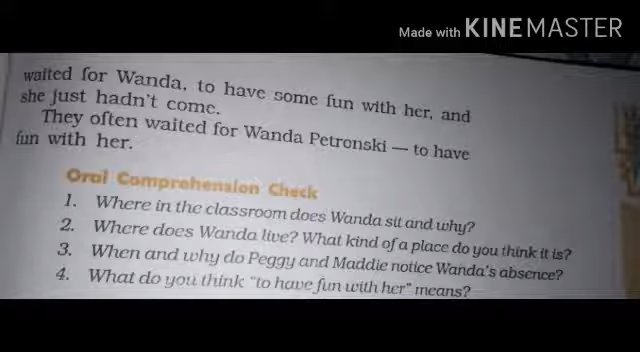 Made with KINEMASTER
waited for Wanda, to have some fun with her, and
she just hadn't come.
They often waited for Wanda Petronski — to have
fun with her.
Oral Comprehension Check
1. Where in the classroom does Wanda sit and why?
2. Where does Wanda live? What kind of a place do you think it is?
3. When and why do Peggy and Maddie notice Wanda's absence?
4. What do you think "to have fun with her" means?